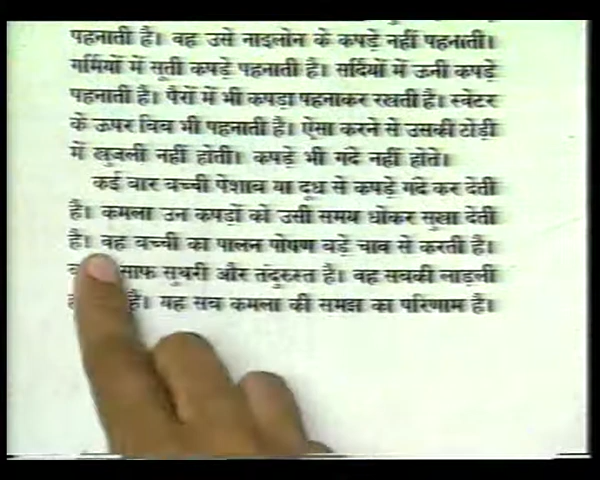 पहनाती है। वह उसे नाइलोन के कपड़े नहीं पहनाती।
गर्मियों में सूती कपड़े पहनाती है। सर्दियों में ऊनी कपड़े
पहनाती है। पैरों में भी कपड़ा पहनाकर रखती है। स्वेटर
के ऊपर विव भी पहनाती है। ऐसा करने से उसकी टोड़ी
में खुजली नहीं होती। कपड़े भी गंदे नहीं होते।
कई बार बच्ची पेशाब या दूध से कपड़े गंदे कर देती
है। कमला उन कपड़ों को उसी समय धोकर सुखा देती
है। वह बच्ची का पालन पोषण बड़े चाव से करती है।
साफ सुथरी और तंदुरुस्त है। वह सबकी लाड़ली
है। यह सब कमला की समझ का परिणाम है।